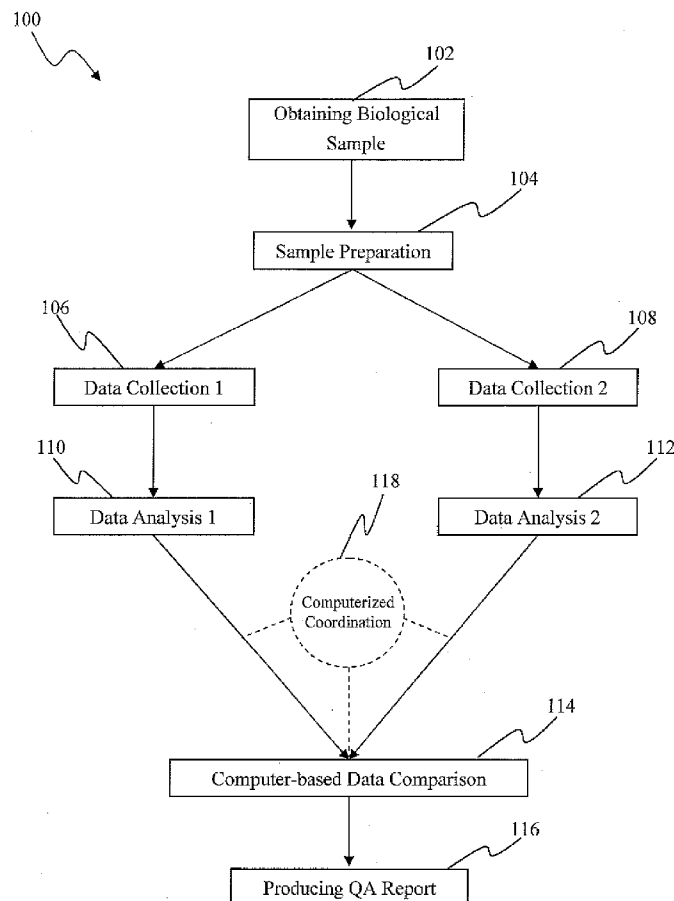 100
102
Obtaining Biological
Sample
104
Sample Preparation
106
108
Data Collection 1
Data Collection 2
110
112
118
Data Analysis 1
Data Analysis 2
Computerized
Coordination
114
Computer-based Data Comparison
116
Producing QA Report